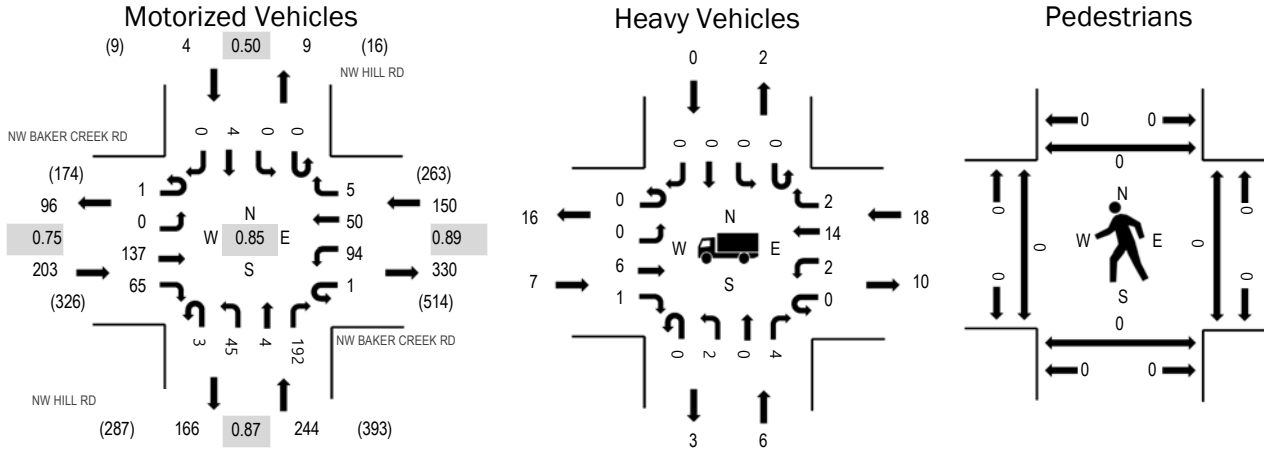 Motorized Vehicles
(9) 4 0.50 9 (16)
NW HILL RD
NW BAKER CREEK RD
0 4 0 0
(174) 1 5 (263)
96 0 50 150
N
0.75 W 0.85 E 0.89
S
203 137 94 330
(326) 65 1 (514)
3 45 4 192
NW BAKER CREEK RD
NW HILL RD
(287) 166 0.87 244 (393)
Heavy Vehicles
0 2
0 0 0 0
0 2
16 0 N 14 18
W E
7 6 S 2 10
1 0
0 2 0 4
3 6
Pedestrians
0 0
0
0 N 0
0 W E 0
0 S 0
0
0 0